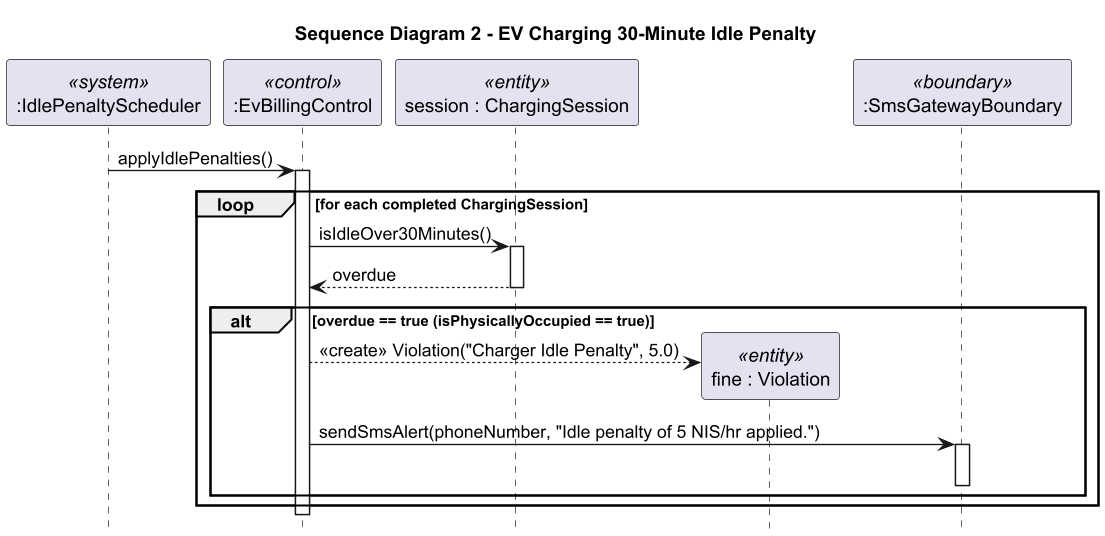 Sequence Diagram 2 - EV Charging 30-Minute Idle Penalty
«system»
:IdlePenaltyScheduler
«control»
:EvBillingControl
«entity»
session : ChargingSession
«boundary»
:SmsGatewayBoundary
applyIdlePenalties()
loop
[for each completed ChargingSession]
isIdleOver30Minutes()
overdue
alt
[overdue == true (isPhysicallyOccupied == true)]
«create» Violation("Charger Idle Penalty", 5.0)
«entity»
fine : Violation
sendSmsAlert(phoneNumber, "Idle penalty of 5 NIS/hr applied.")